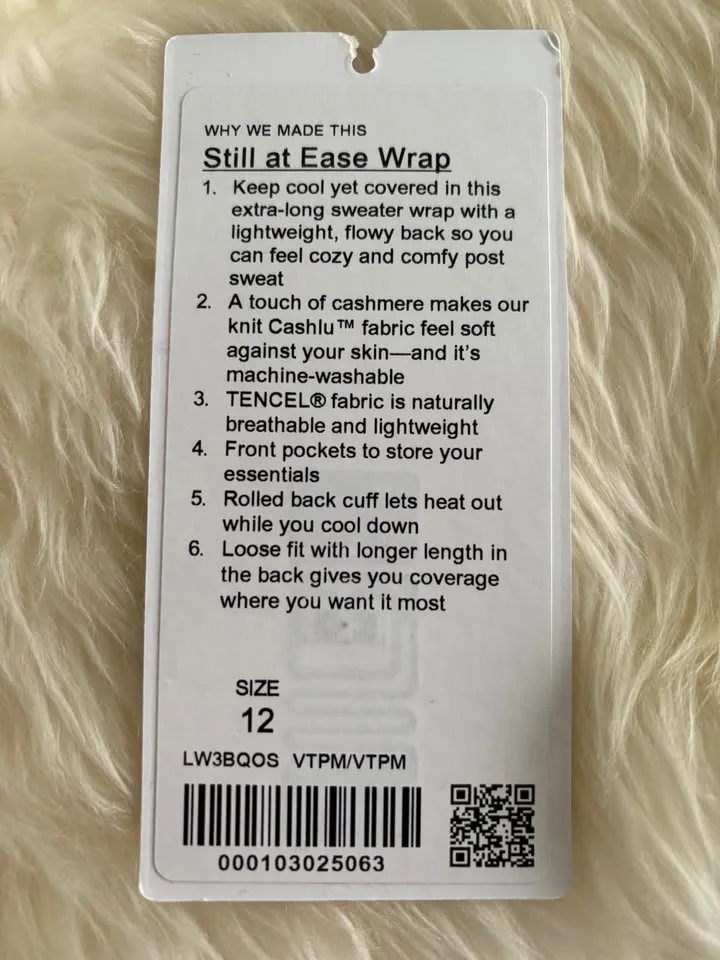 WHY WE MADE THIS
Still at Ease Wrap
1. Keep cool yet covered in this
extra-long sweater wrap with a
lightweight, flowy back so you
can feel cozy and comfy post
sweat
2. A touch of cashmere makes our
knit Cashlu™ fabric feel soft
against your skin—and it's
machine-washable
3. TENCEL® fabric is naturally
breathable and lightweight
4. Front pockets to store your
essentials
5. Rolled back cuff lets heat out
while you cool down
6. Loose fit with longer length in
the back gives you coverage
where you want it most
SIZE
12
LW3BQOS VTPM/VTPM
000103025063